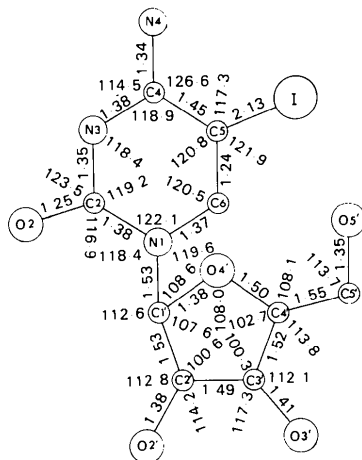 N4
1.34
114.5 126.6 117.3
C4
1.38 1.45 2.13 I
N3 118.9 C5
118.4 120.8 121.9
1.35 1.24
123.5 119.2 120.5 C6
C2
1.25 122.1
O2 116.9 1.38 1.37
N1
118.4 119.6
1.53 108.6 O4' 1.35 O5'
1.38 108.0 1.50 108.1 113.7
112.6 C1' 107.6 102.7 C4' 1.55 C5'
1.53 100.6 100.3 1.52 113.8
112.8 C2' 1.49 C3' 112.1
1.38 114.2 117.3 1.41
O2' O3'